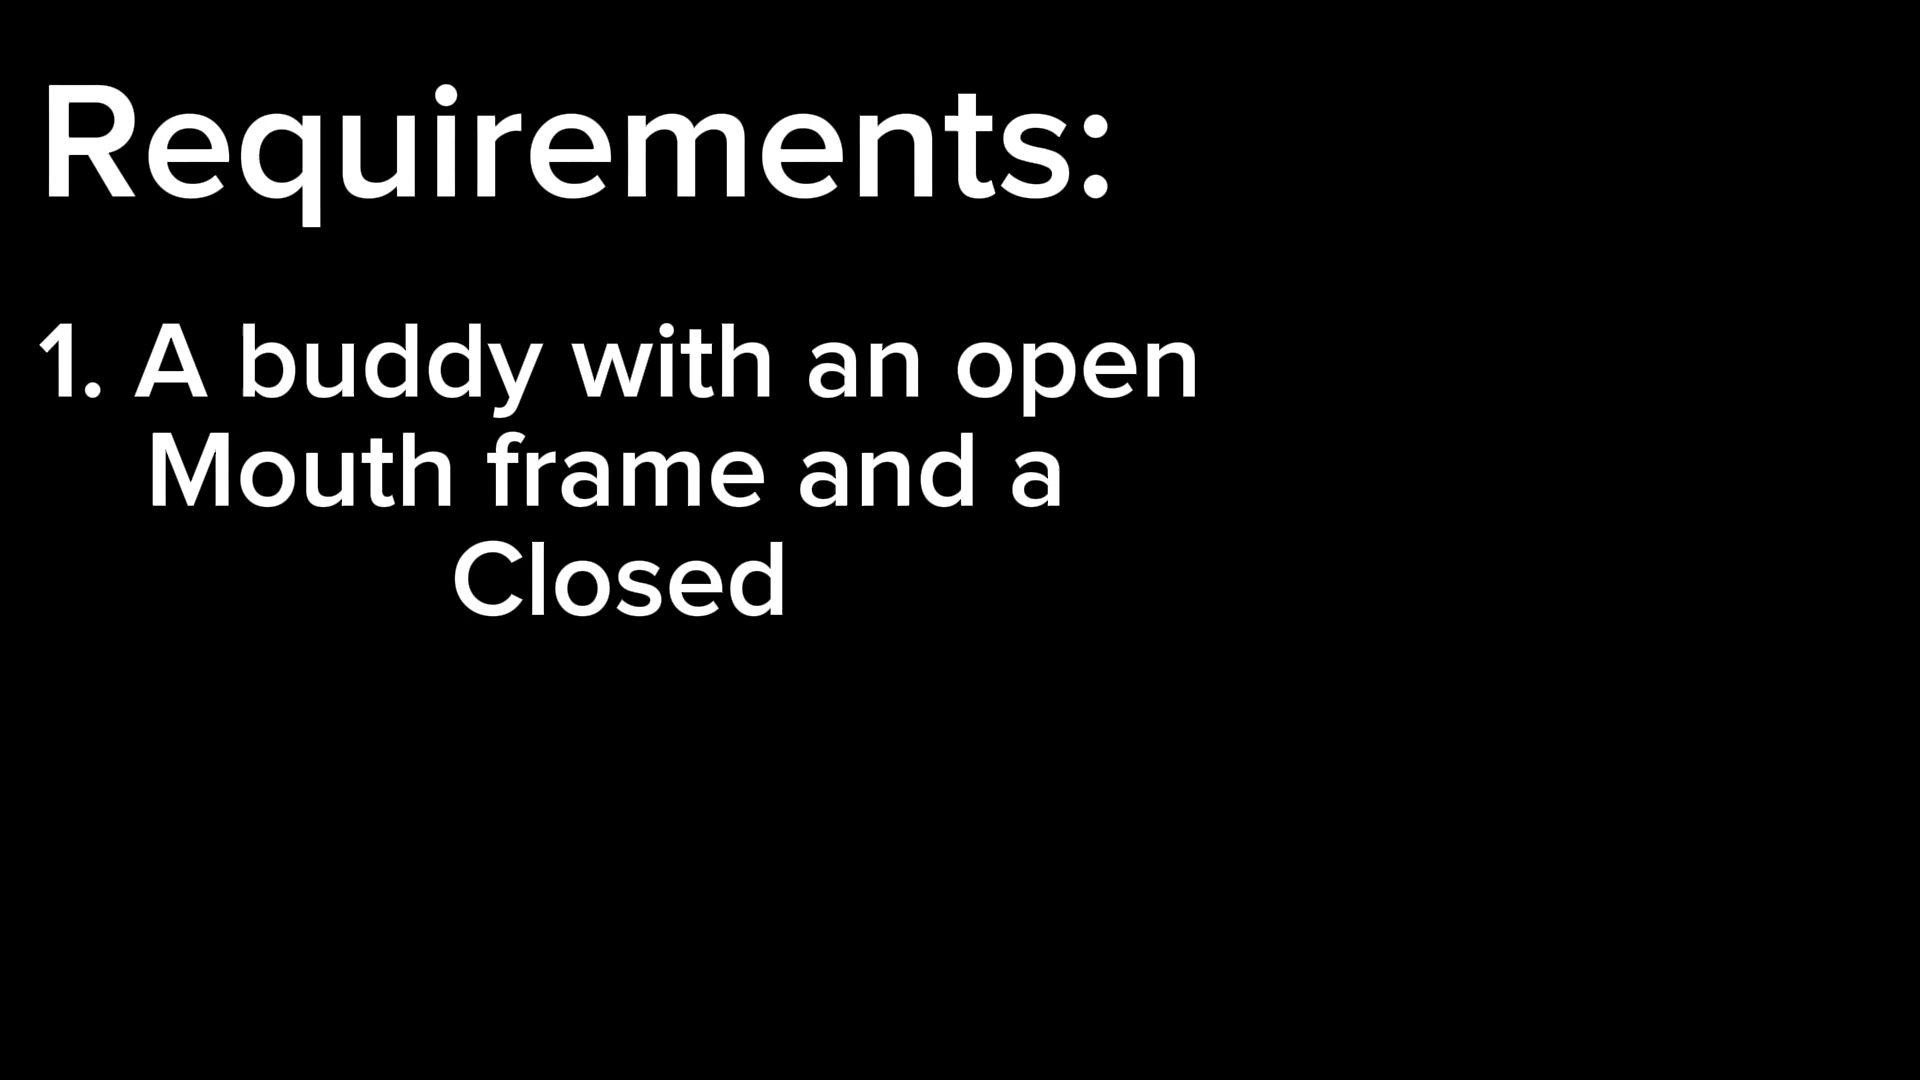 Requirements:
1. A buddy with an open
Mouth frame and a
Closed